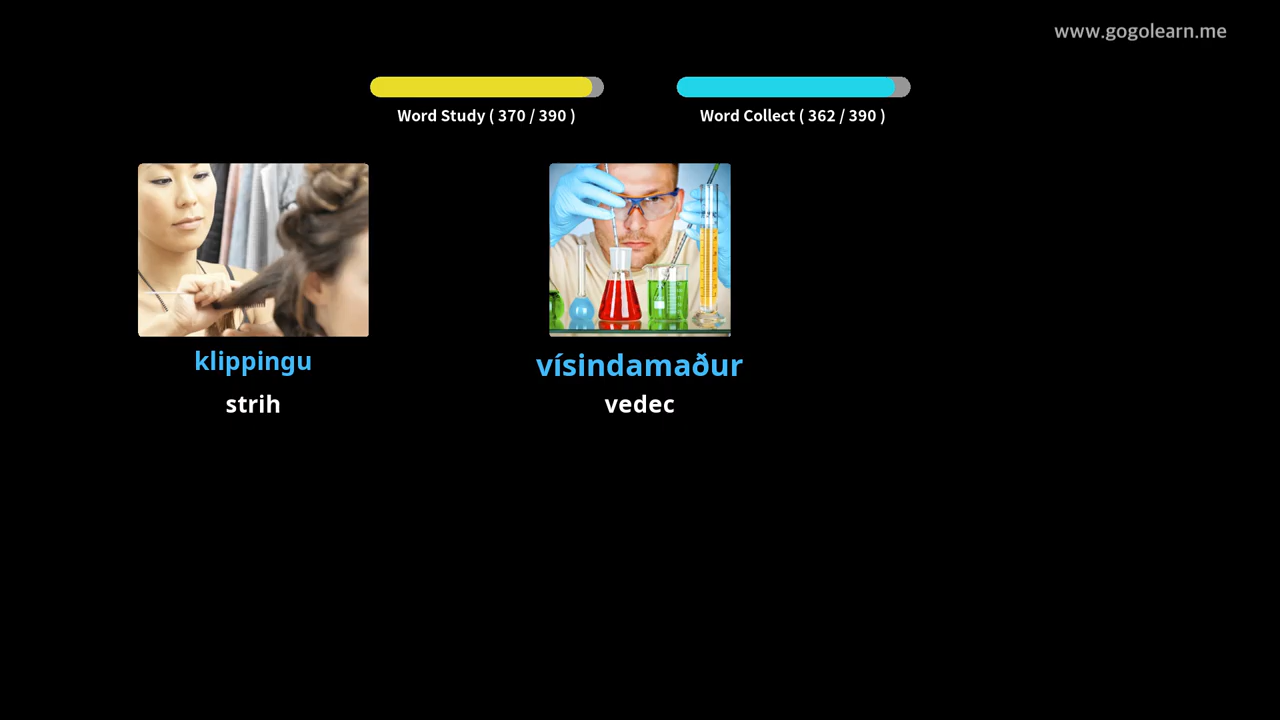 www.gogolearn.me
Word Study ( 370 / 390 )
Word Collect ( 362 / 390 )
klippingu
vísindamaður
strih
vedec